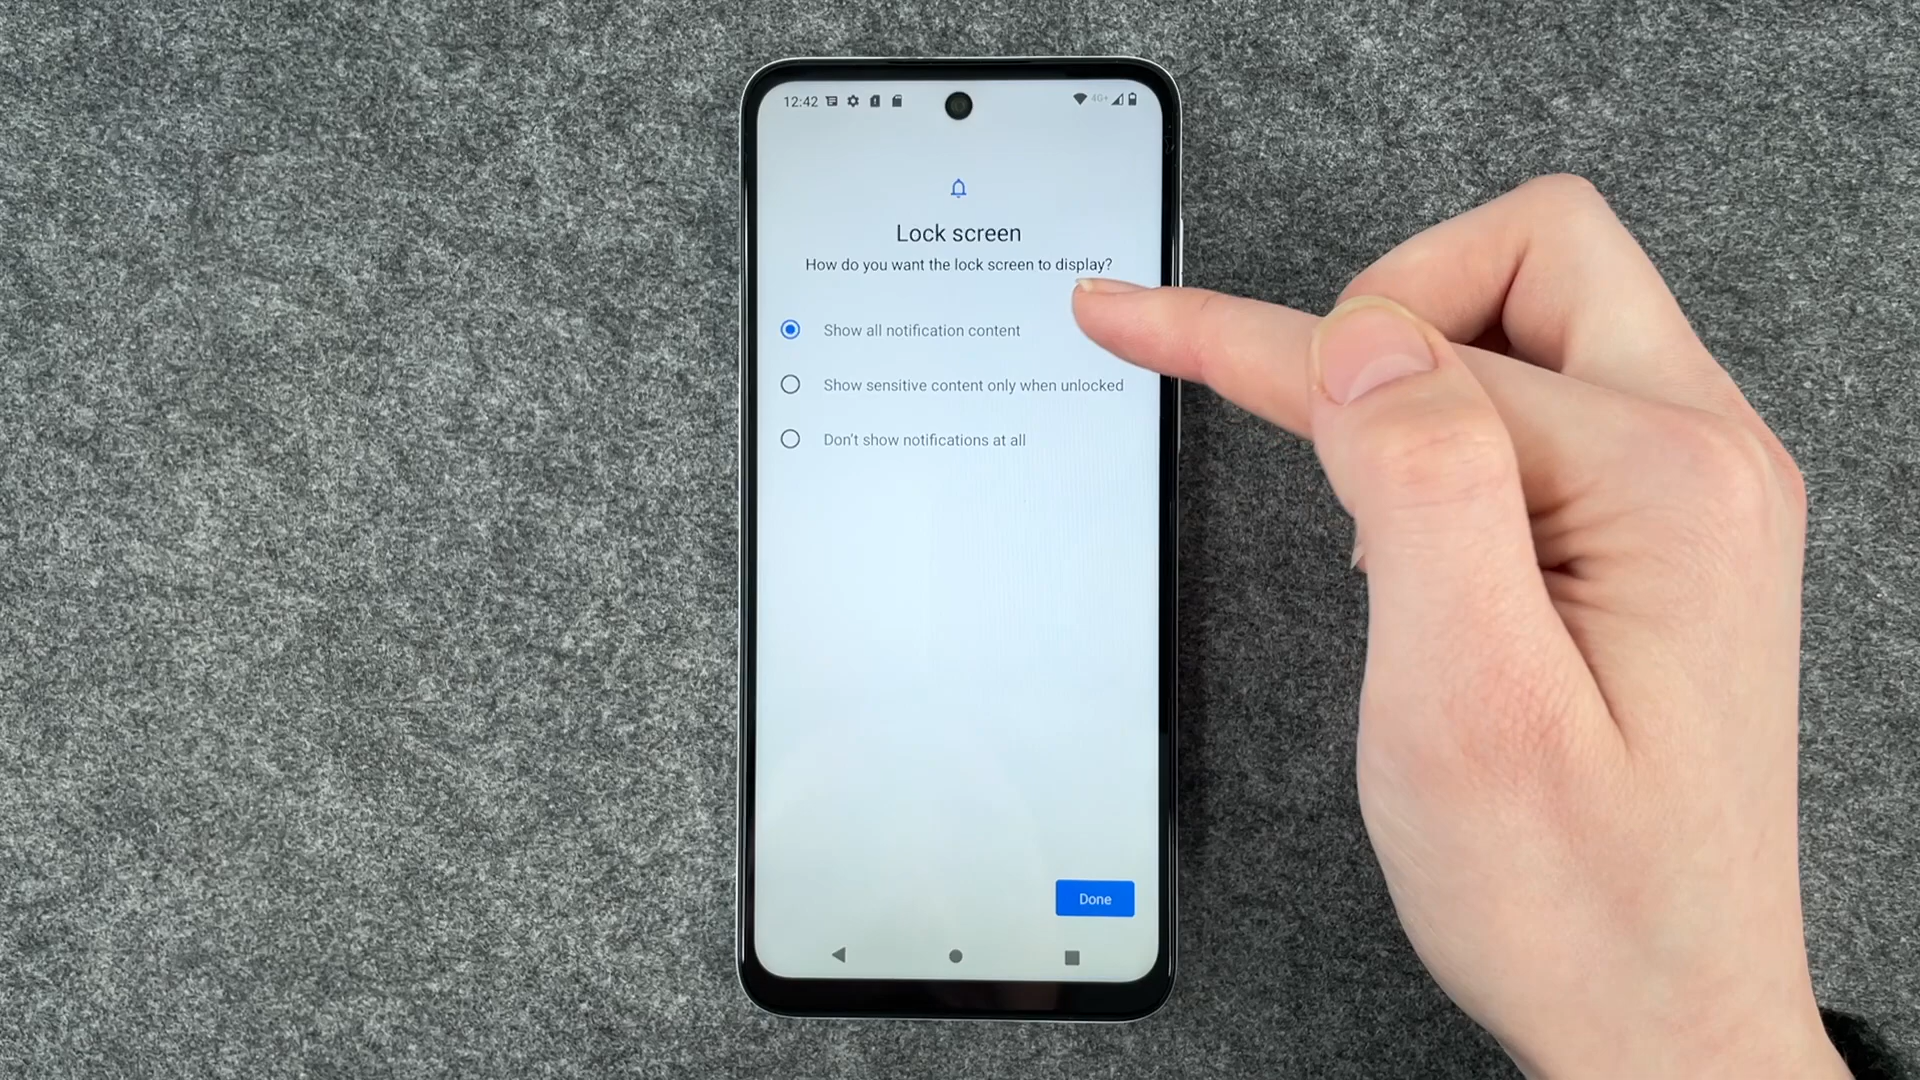 12:42 4G+
Lock screen
How do you want the lock screen to display?
Show all notification content
Show sensitive content only when unlocked
Don't show notifications at all
Done